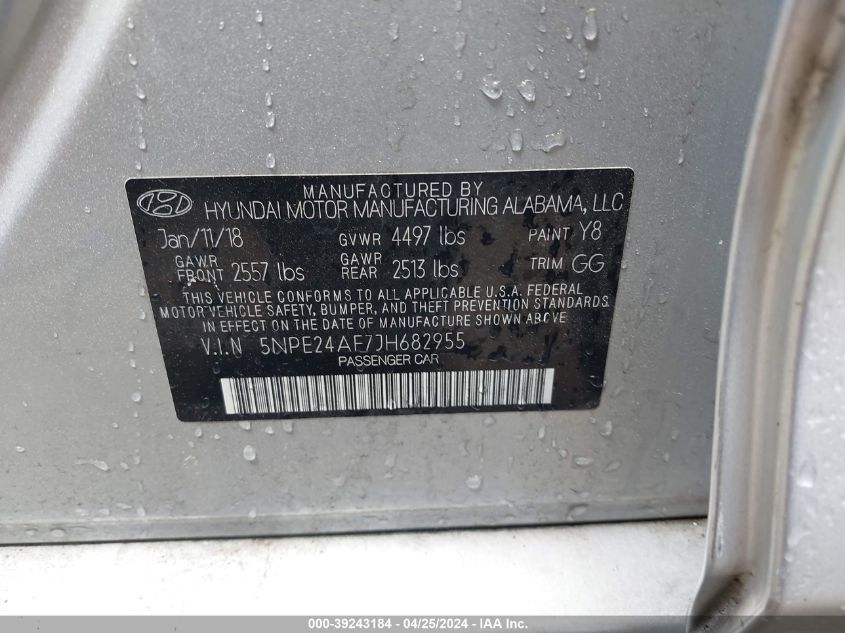 MANUFACTURED BY
HYUNDAI MOTOR MANUFACTURING ALABAMA, LLC
Jan/11/18 GVWR 4497 lbs PAINT Y8
GAWR FRONT 2557 lbs GAWR REAR 2513 lbs TRIM GG
THIS VEHICLE CONFORMS TO ALL APPLICABLE U.S.A. FEDERAL
MOTOR VEHICLE SAFETY, BUMPER, AND THEFT PREVENTION STANDARDS
IN EFFECT ON THE DATE OF MANUFACTURE SHOWN ABOVE
V.I.N 5NPE24AF7JH682955
PASSENGER CAR
000-39243184 - 04/25/2024 - IAA Inc.